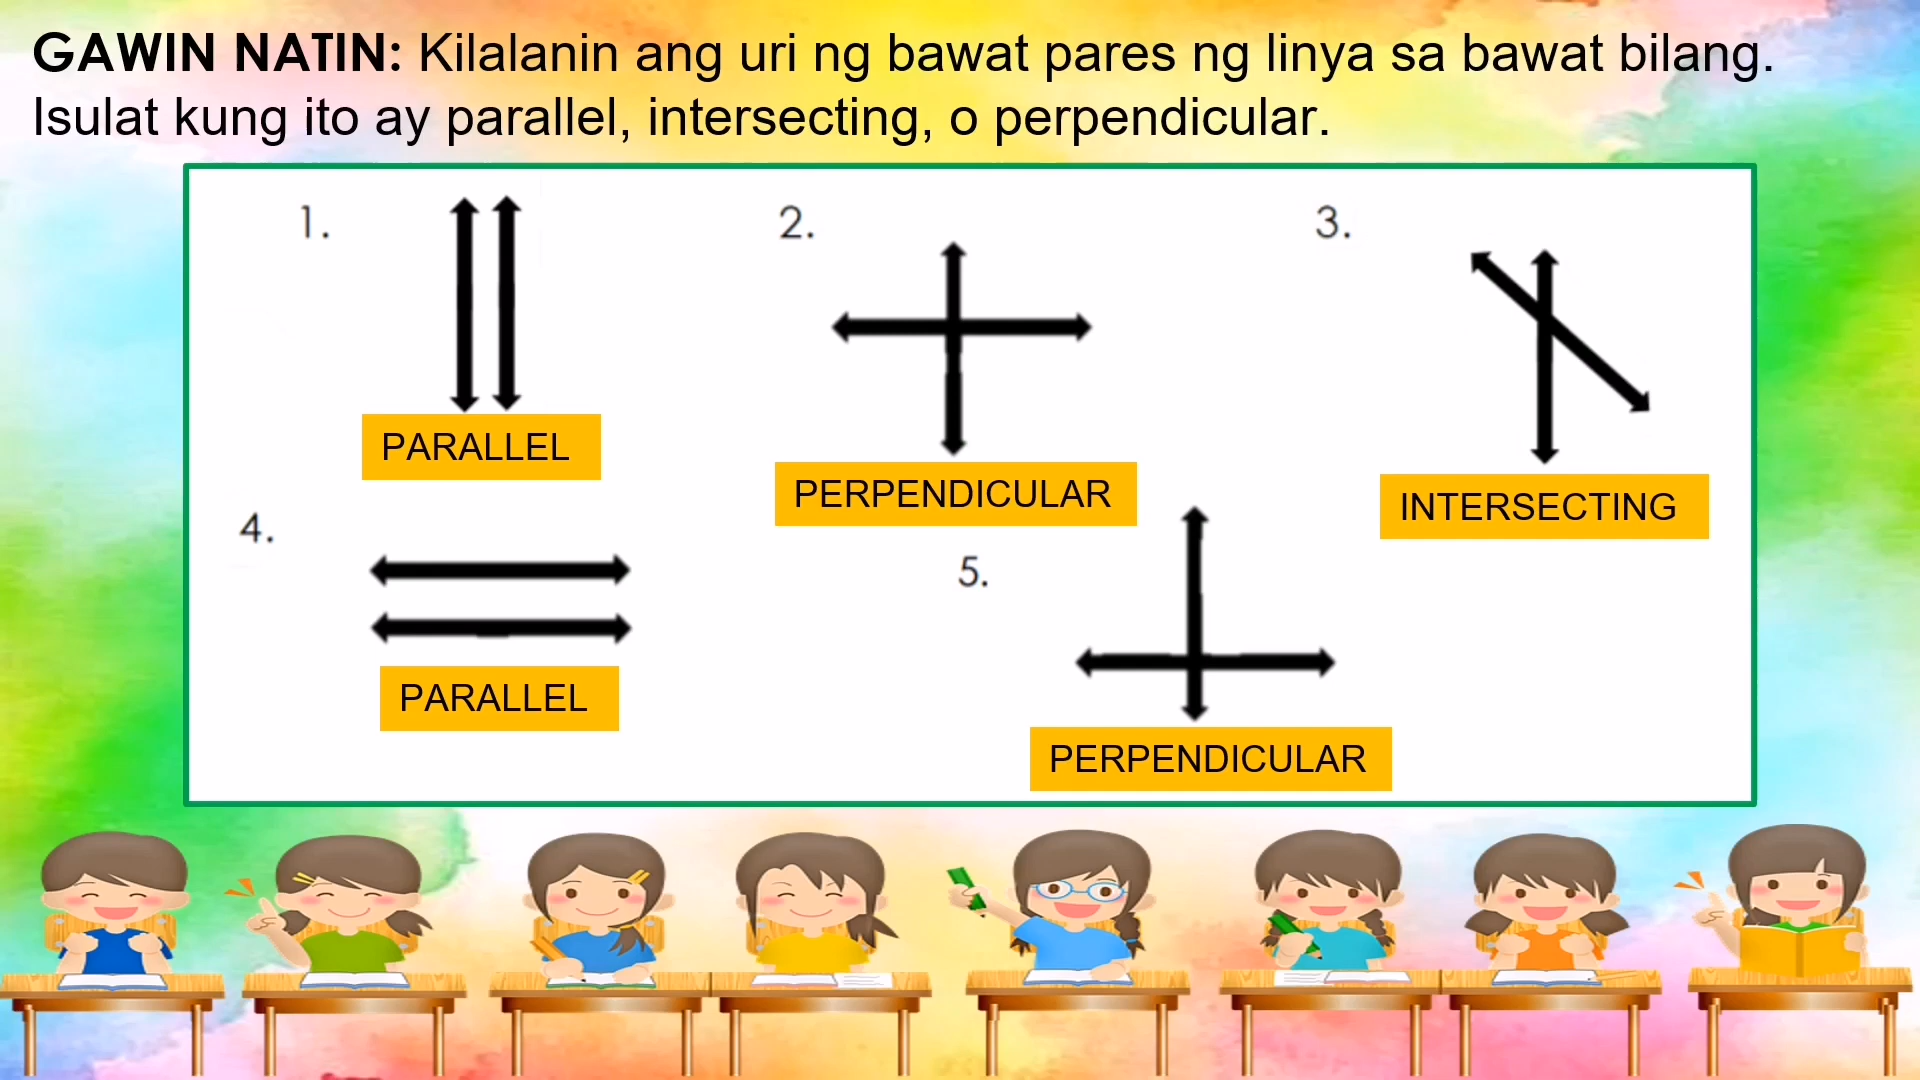 GAWIN NATIN: Kilalanin ang uri ng bawat pares ng linya sa bawat bilang.
Isulat kung ito ay parallel, intersecting, o perpendicular.
1.
2.
3.
PARALLEL
PERPENDICULAR
INTERSECTING
4.
5.
PARALLEL
PERPENDICULAR